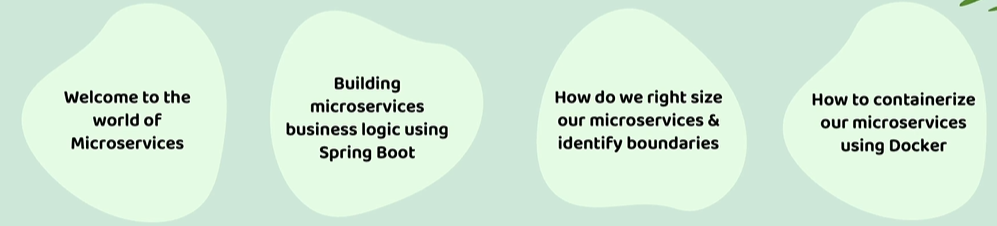 Welcome to the
world of
Microservices
Building
microservices
business logic using
Spring Boot
How do we right size
our microservices &
identify boundaries
How to containerize
our microservices
using Docker